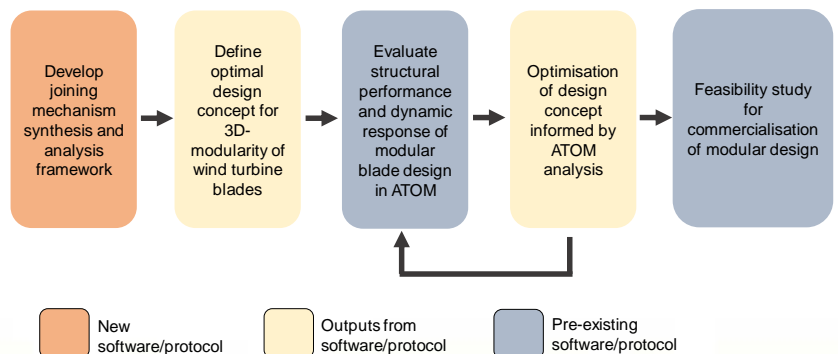 Develop
joining
mechanism
synthesis and
analysis
framework
Define
optimal
design
concept for
3D-
modularity of
wind turbine
blades
Evaluate
structural
performance
and dynamic
response of
modular
blade design
in ATOM
Optimisation
of design
concept
informed by
ATOM
analysis
Feasibility study
for
commercialisation
of modular design
New
software/protocol
Outputs from
software/protocol
Pre-existing
software/protocol